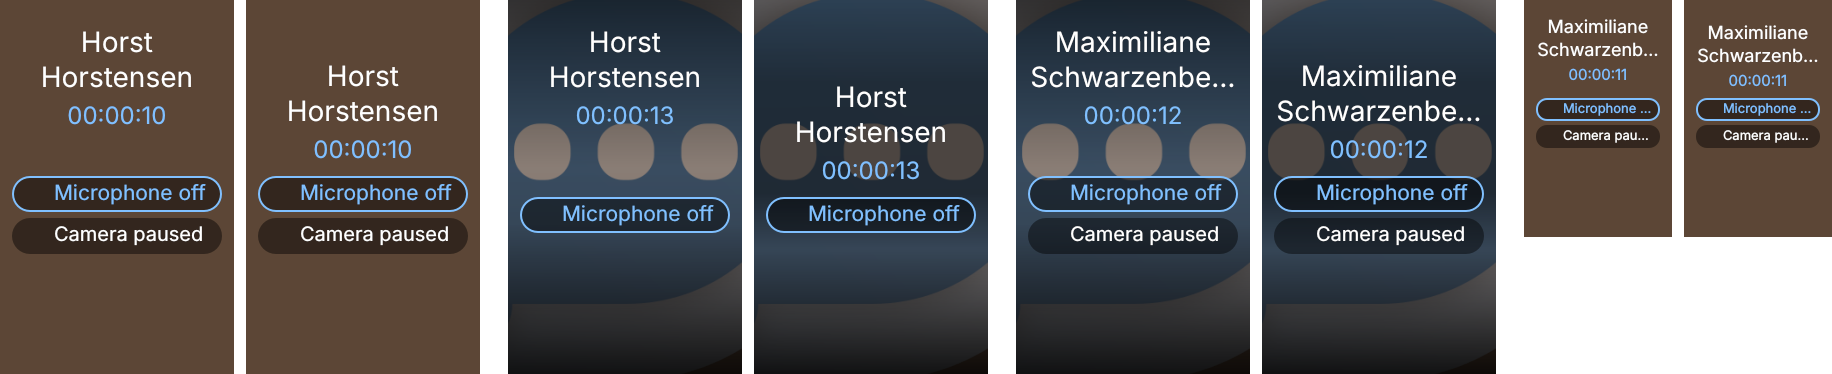 Horst
Horstensen
00:00:10
Microphone off
Camera paused
Horst
Horstensen
00:00:10
Microphone off
Camera paused
Horst
Horstensen
00:00:13
Microphone off
Horst
Horstensen
00:00:13
Microphone off
Maximiliane
Schwarzenbe...
00:00:12
Microphone off
Camera paused
Maximiliane
Schwarzenbe...
00:00:12
Microphone off
Camera paused
Maximiliane
Schwarzenb...
00:00:11
Microphone ...
Camera pau...
Maximiliane
Schwarzenb...
00:00:11
Microphone ...
Camera pau...